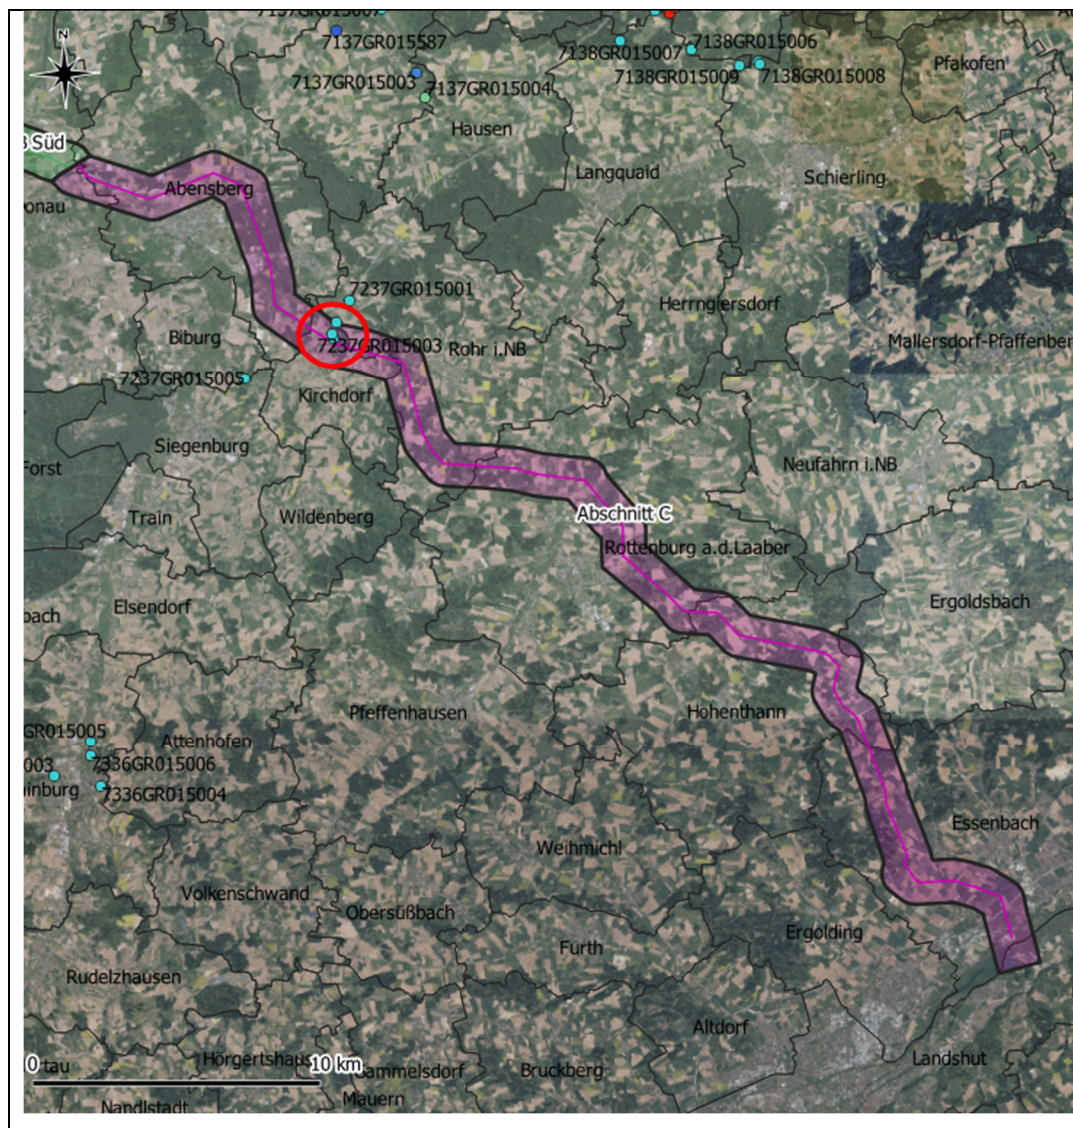 7137GR015587
7138GR015007
7138GR015006
7137GR015003
7137GR015004
7138GR015009
7138GR015008
Pfakofen
Hausen
Süd
Langquaid
Schierling
Abensberg
onau
7237GR015001
Herrngiersdorf
Biburg
7237GR015003
Rohr i.NB
Mallersdorf-Pfaffenber
7237GR015005
Kirchdorf
Siegenburg
Neufahrn i.NB
Forst
Train
Wildenberg
Abschnitt C
Rottenburg a.d.Laaber
Elsendorf
Ergoldsbach
bach
Pfeffenhausen
Hohenthann
GR015005
Attenhofen
003
7336GR015006
inburg
7336GR015004
Essenbach
Weihmichl
Volkenschwand
Obersüßbach
Ergolding
Furth
Rudelzhausen
Altdorf
0
tau
Hörgertshaus
10 km
ammelsdorf
Bruckberg
Landshut
Mauern
Nandlstadt